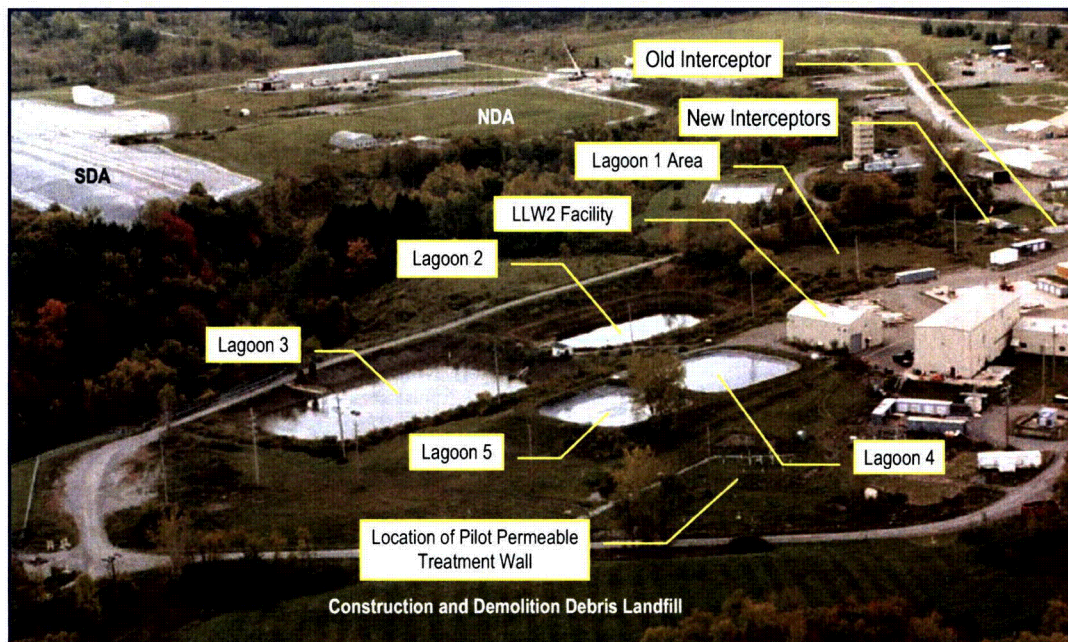 Old Interceptor
NDA
New Interceptors
Lagoon 1 Area
SDA
LLW2 Facility
Lagoon 2
Lagoon 3
Lagoon 5
Lagoon 4
Location of Pilot Permeable
Treatment Wall
Construction and Demolition Debris Landfill